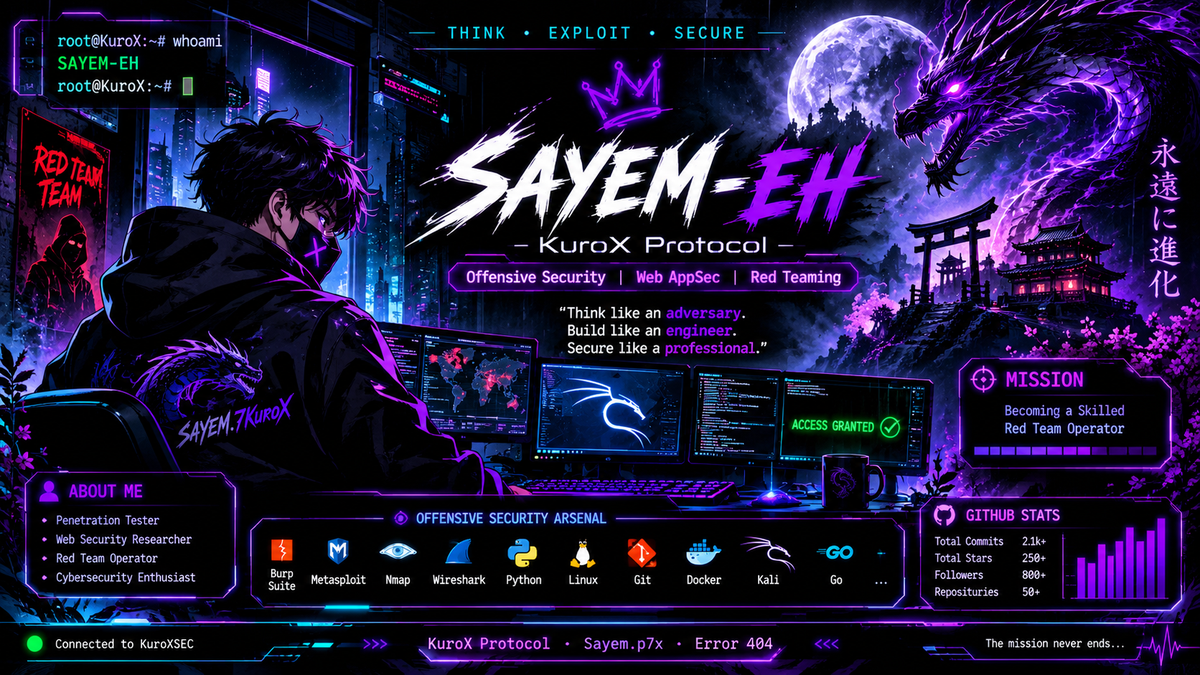 root@KuroX:~# whoami
SAYEM-EH
root@KuroX:~#
THINK • EXPLOIT • SECURE
RED TEAM
TEAM
SAYEM-EH
– KuroX Protocol –
Offensive Security | Web AppSec | Red Teaming
“Think like an adversary.
Build like an engineer.
Secure like a professional.”
永遠に進化
SAYEM.7KuroX
ACCESS GRANTED
MISSION
Becoming a Skilled
Red Team Operator
ABOUT ME
Penetration Tester
Web Security Researcher
Red Team Operator
Cybersecurity Enthusiast
OFFENSIVE SECURITY ARSENAL
Burp
Suite
Metasploit
Nmap
Wireshark
Python
Linux
Git
Docker
Kali
GO
Go
...
GITHUB STATS
Total Commits 2.1k+
Total Stars 250+
Followers 800+
Repositories 50+
Connected to KuroXSEC
>>> KuroX Protocol · Sayem.p7x · Error 404 <<<
The mission never ends...